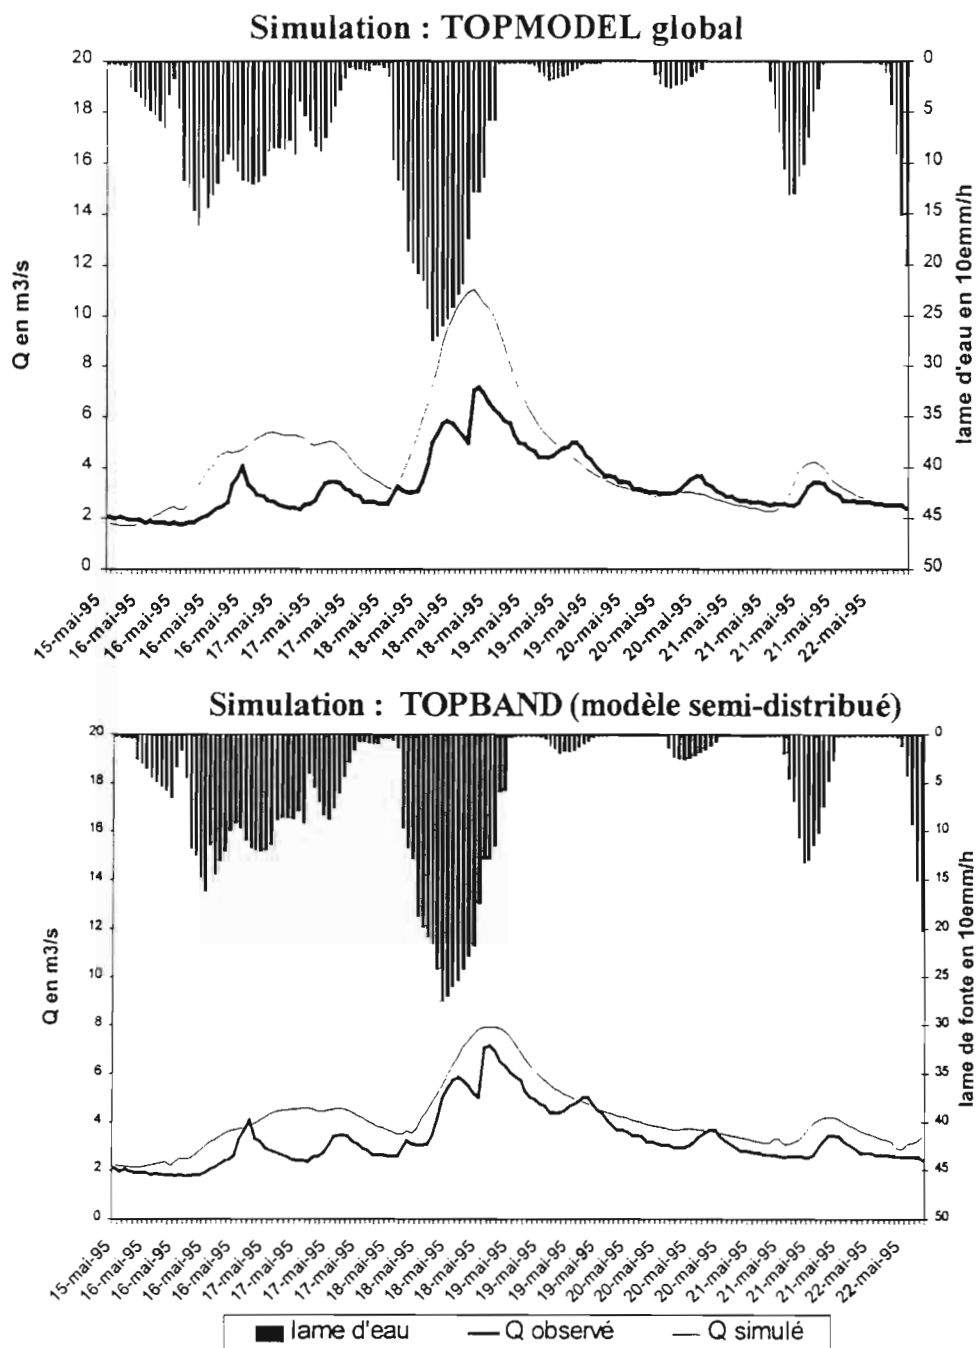 Simulation : TOPMODEL global
20
18
16
14
12
10
8
6
4
2
0
Q en m3/s
0
5
10
15
20
25
30
35
40
45
50
lame d'eau en 10emm/h
15-mai-95
16-mai-95
16-mai-95
16-mai-95
16-mai-95
17-mai-95
17-mai-95
17-mai-95
18-mai-95
18-mai-95
18-mai-95
18-mai-95
19-mai-95
19-mai-95
19-mai-95
20-mai-95
20-mai-95
20-mai-95
21-mai-95
21-mai-95
21-mai-95
21-mai-95
22-mai-95
Simulation : TOPBAND (modèle semi-distribué)
20
18
16
14
12
10
8
6
4
2
0
Q en m3/s
0
5
10
15
20
25
30
35
40
45
50
lame de fonte en 10emm/h
15-mai-95
16-mai-95
16-mai-95
16-mai-95
16-mai-95
17-mai-95
17-mai-95
17-mai-95
17-mai-95
18-mai-95
18-mai-95
18-mai-95
18-mai-95
19-mai-95
19-mai-95
19-mai-95
20-mai-95
20-mai-95
20-mai-95
20-mai-95
21-mai-95
21-mai-95
21-mai-95
21-mai-95
22-mai-95
22-mai-95
lame d'eau Q observé Q simulé